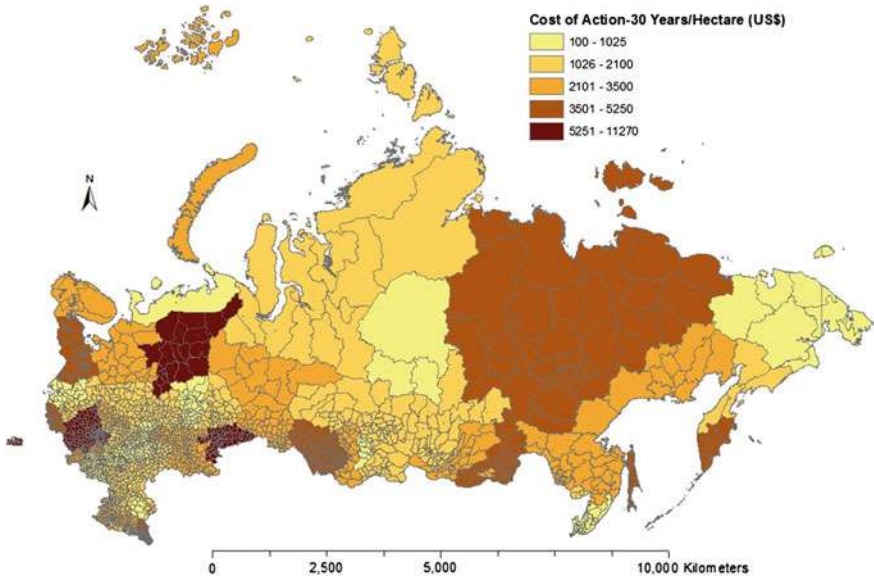 Cost of Action-30 Years/Hectare (US$)
100 - 1025
1026 - 2100
2101 - 3500
3501 - 5250
5251 - 11270
N
0 2,500 5,000 10,000 Kilometers